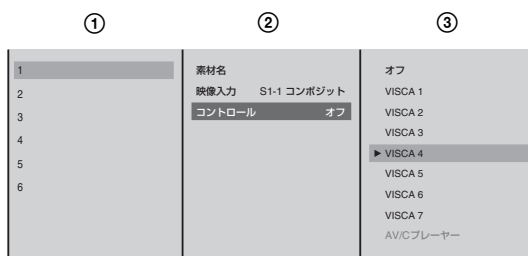 ① ② ③
1
2
3
4
5
6
素材名
映像入力 S1-1 コンポジット
コントロール オフ
オフ
VISCA 1
VISCA 2
VISCA 3
▶ VISCA 4
VISCA 5
VISCA 6
VISCA 7
AV/Cプレーヤー